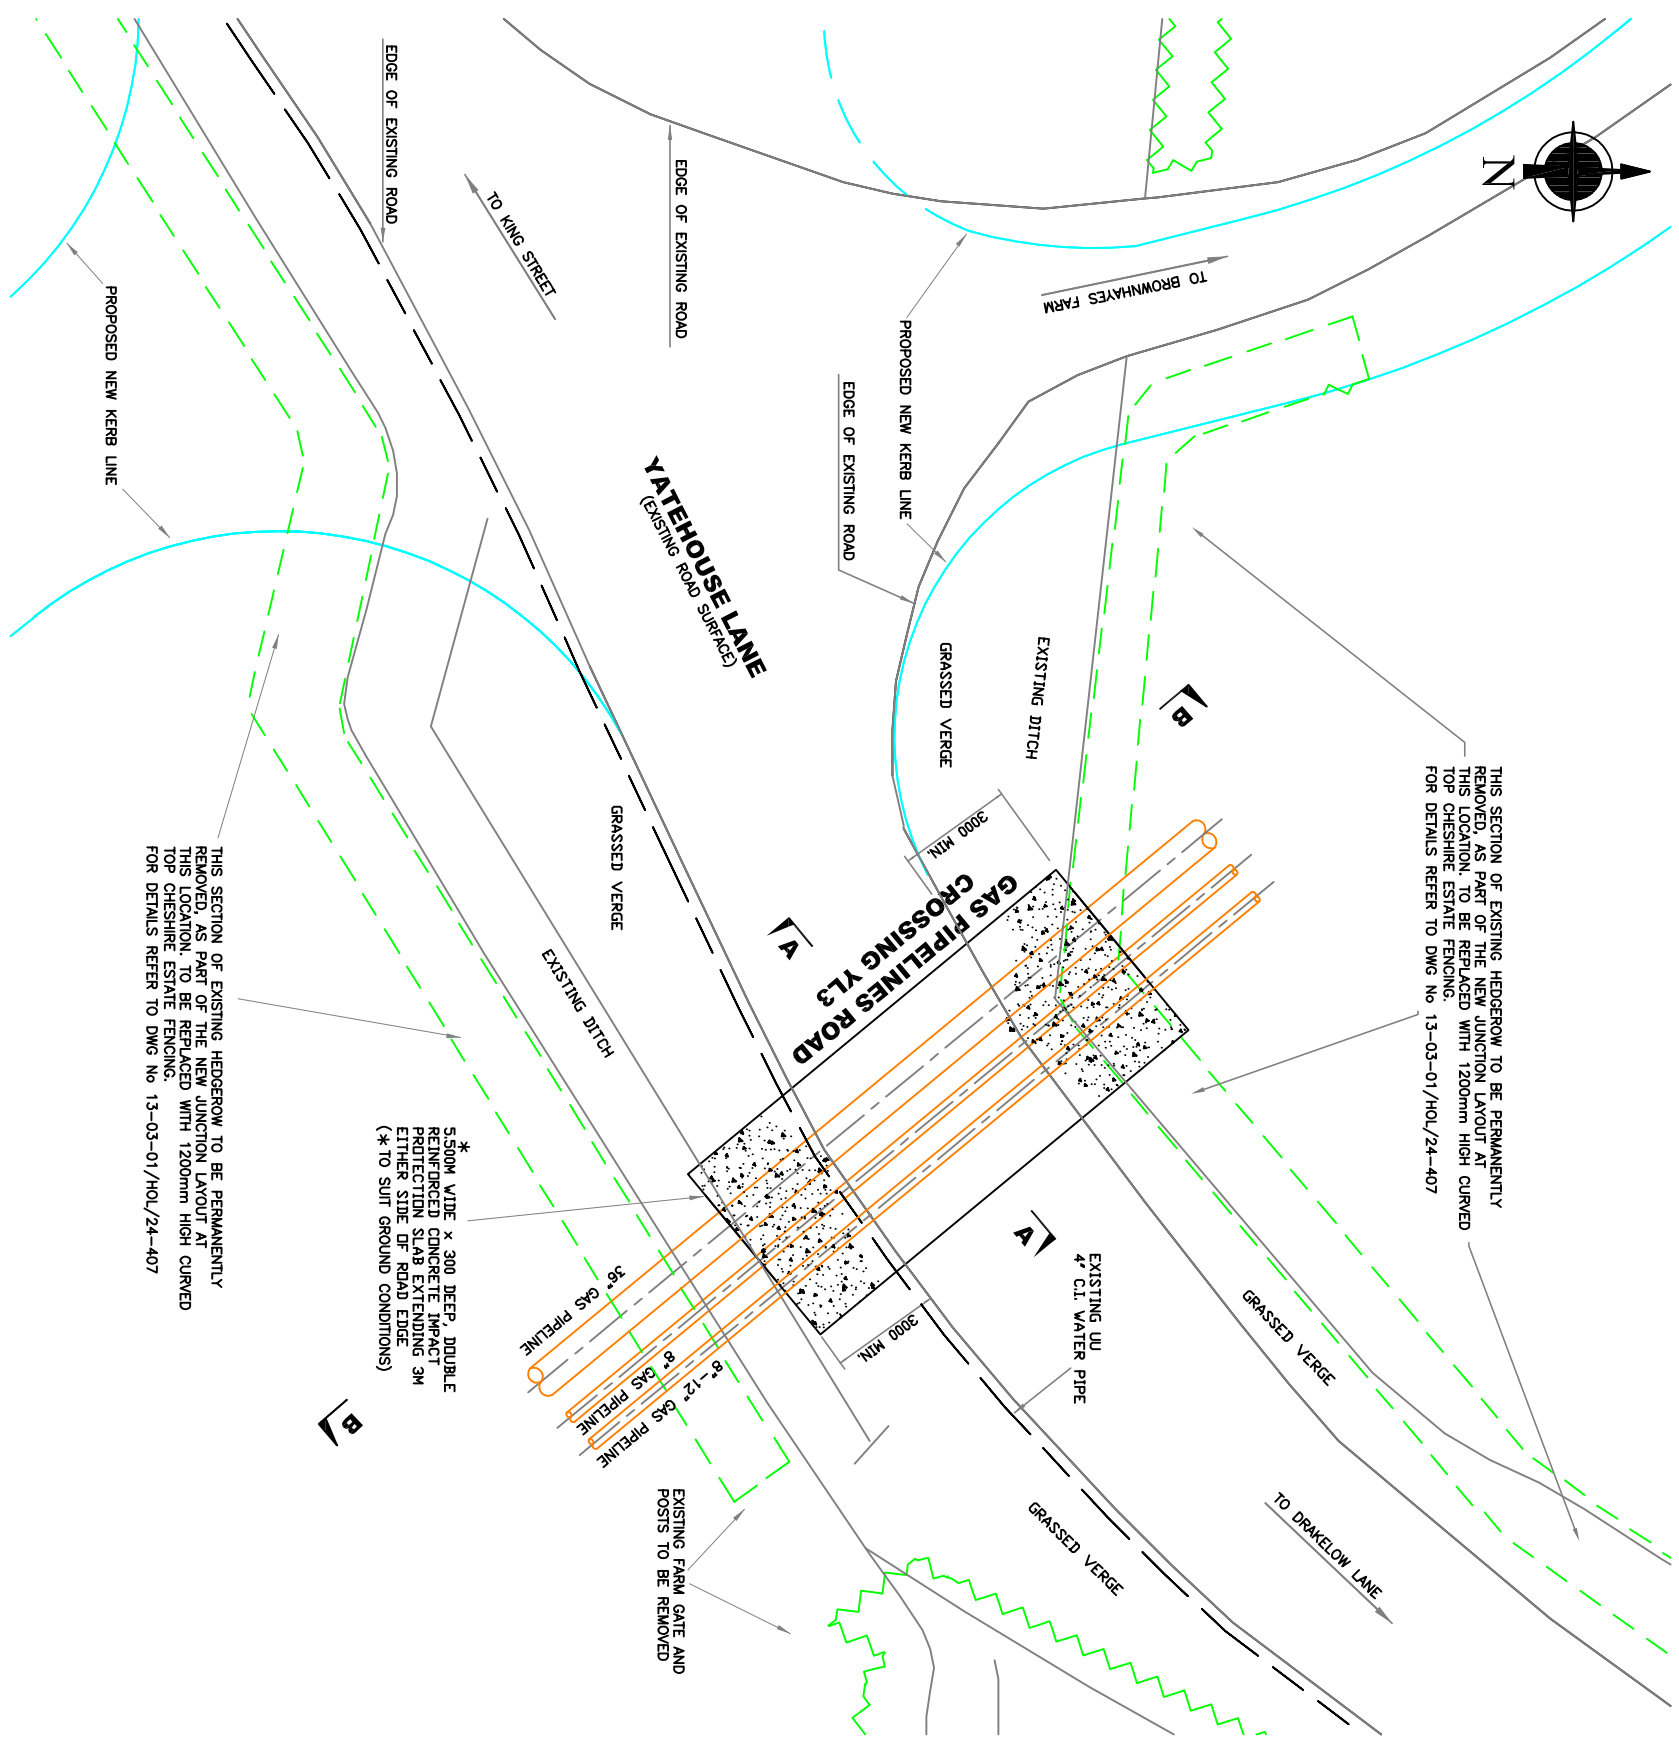 N
EDGE OF EXISTING ROAD
TO KING STREET
EDGE OF EXISTING ROAD
TO BROWNHAYES FARM
PROPOSED NEW KERB LINE
PROPOSED NEW KERB LINE
EDGE OF EXISTING ROAD
YATEHOUSE LANE
(EXISTING ROAD SURFACE)
GRASSED VERGE
EXISTING DITCH
B
THIS SECTION OF EXISTING HEDGEROW TO BE PERMANENTLY
REMOVED, AS PART OF THE NEW JUNCTION LAYOUT AT
THIS LOCATION. TO BE REPLACED WITH 1200mm HIGH CURVED
TOP CHESHIRE ESTATE FENCING.
FOR DETAILS REFER TO DWG No 13-03-01/HOL/24-407
3000 MIN.
GAS PIPELINES ROAD
CROSSING YL3
A
GRASSED VERGE
EXISTING DITCH
THIS SECTION OF EXISTING HEDGEROW TO BE PERMANENTLY
REMOVED, AS PART OF THE NEW JUNCTION LAYOUT AT
THIS LOCATION. TO BE REPLACED WITH 1200mm HIGH CURVED
TOP CHESHIRE ESTATE FENCING.
FOR DETAILS REFER TO DWG No 13-03-01/HOL/24-407
*
5.500M WIDE x 300 DEEP, DOUBLE
REINFORCED CONCRETE IMPACT
PROTECTION SLAB EXTENDING 3M
EITHER SIDE OF ROAD EDGE
(* TO SUIT GROUND CONDITIONS)
A
EXISTING UU
4" C.I. WATER PIPE
3000 MIN.
36" GAS PIPELINE
8" GAS PIPELINE
8"-12" GAS PIPELINE
B
GRASSED VERGE
GRASSED VERGE
TO DRAKELOW LANE
EXISTING FARM GATE AND
POSTS TO BE REMOVED